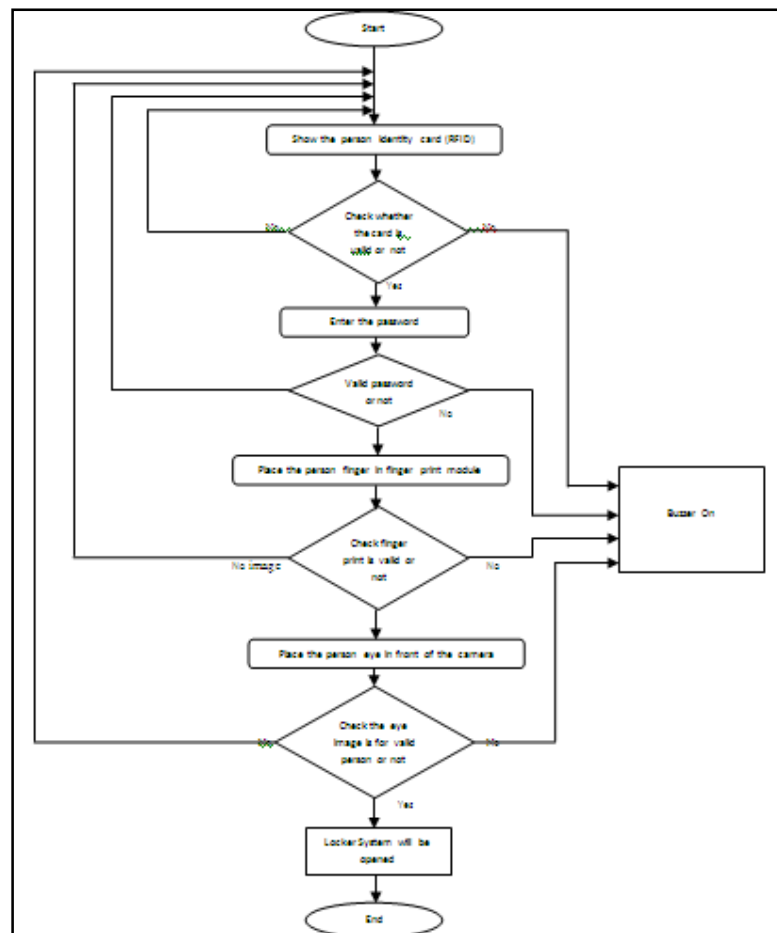 Start
Show the person identity card (RFID)
Check whether
the card is
valid or not
No
No
Yes
Enter the password
Valid password
or not
No
Place the person finger in finger print module
Buzzer On
Check finger
print is valid or
not
No image
No
Place the person eye in front of the camera
Check the eye
image is for valid
person or not
No
No
Yes
Locker System will be
opened
End